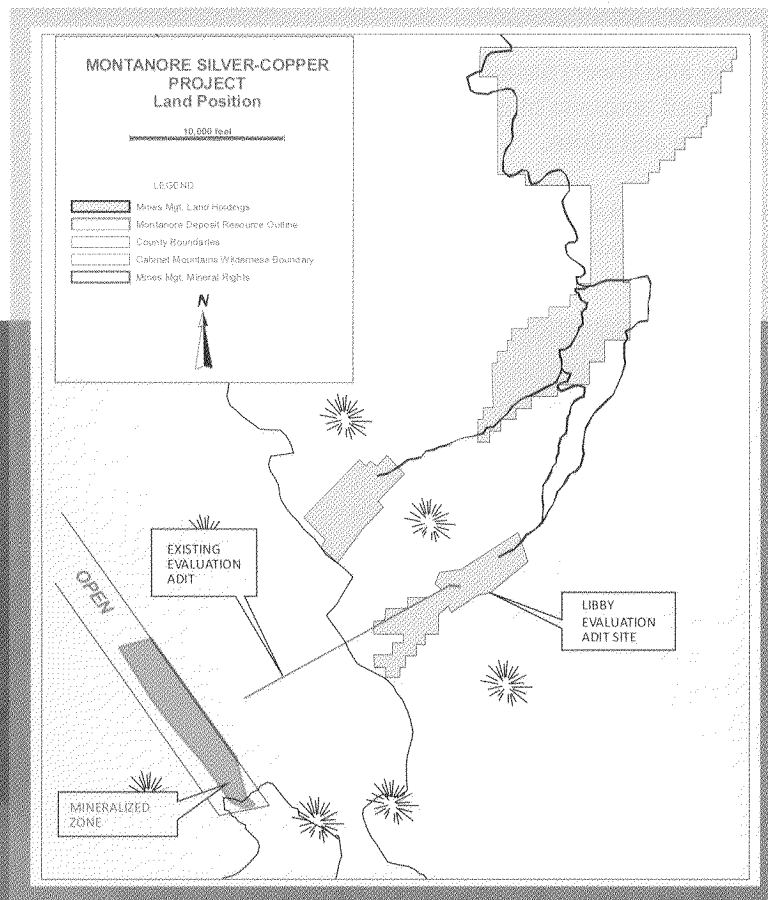 MONTANORE SILVER-COPPER
PROJECT
Land Position
10,000 feet
LEGEND
Mines Mgt. Land Holdings
Montanore Deposit Resource Outline
County Boundaries
Cabinet Mountains Wilderness Boundary
Mines Mgt. Mineral Rights
N
EXISTING
EVALUATION
ADIT
OPEN
LIBBY
EVALUATION
ADIT SITE
MINERALIZED
ZONE